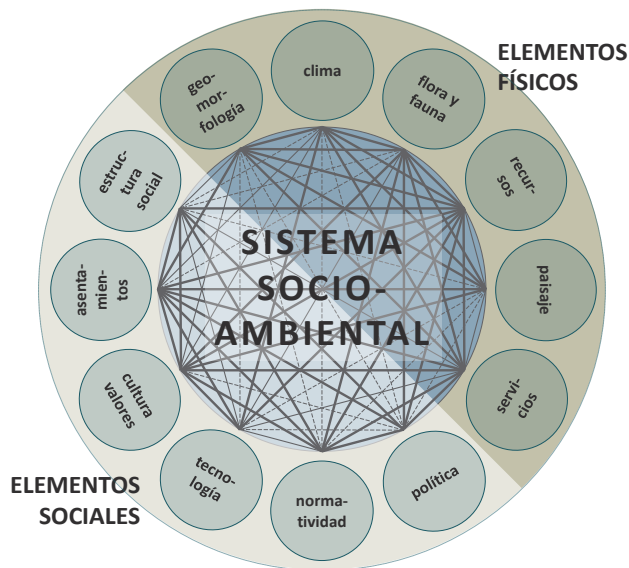 ELEMENTOS
FÍSICOS
geo-
mor-
fología
clima
flora y
fauna
recur-
sos
paisaje
servi-
cios
política
norma-
tividad
tecno-
logía
cultura
valores
asenta-
mien-
tos
estruc-
tura
social
SISTEMA
SOCIO-
AMBIENTAL
ELEMENTOS
SOCIALES